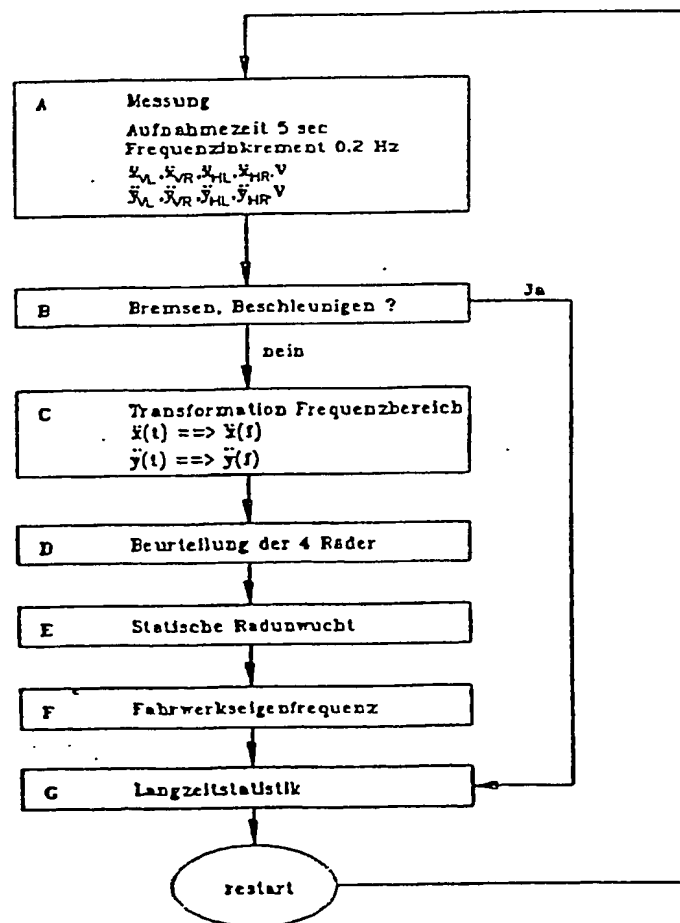 A Messung
Aufnahmezeit 5 sec
Frequenzinkrement 0.2 Hz
ẍVL, ẍVR, ẍHL, ẍHR, V
ÿVL, ÿVR, ÿHL, ÿHR, V
B Bremsen, Beschleunigen ?
Ja
nein
C Transformation Frequenzbereich
ẍ(t) ==> ẍ(f)
ÿ(t) ==> ÿ(f)
D Beurteilung der 4 Räder
E Statische Radunwucht
F Fahrwerkseigenfrequenz
G Langzeitstatistik
restart